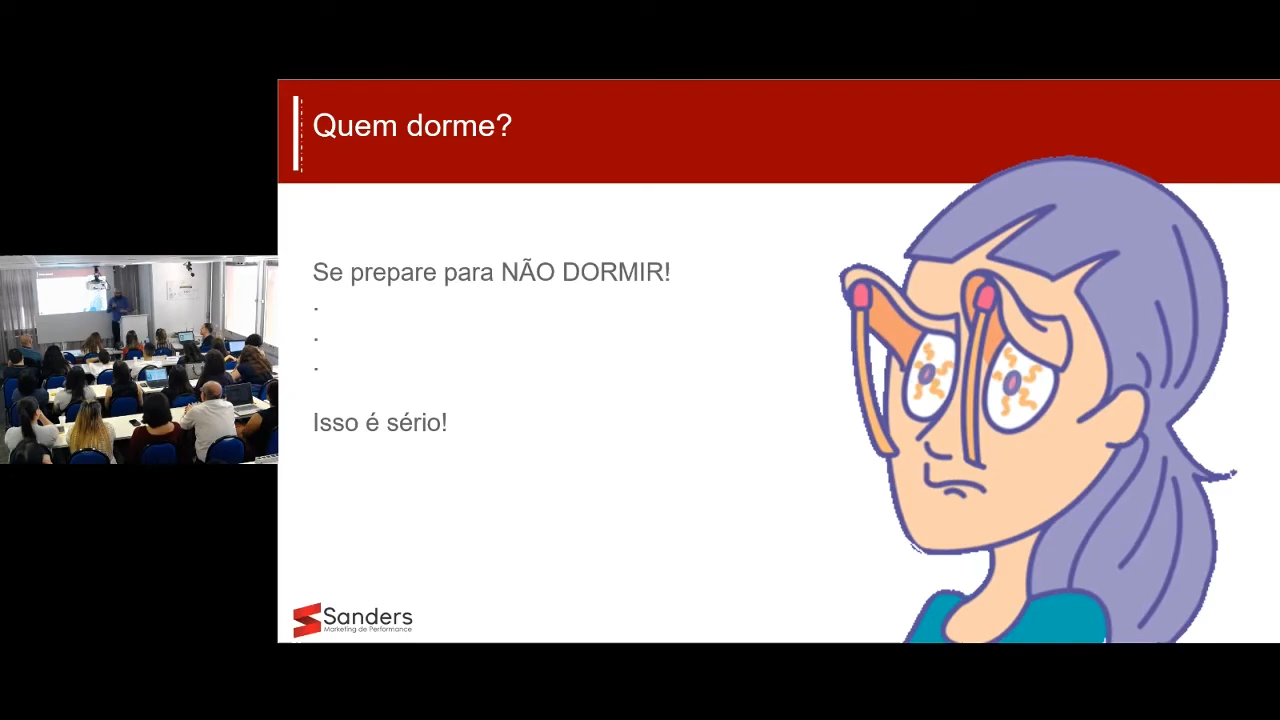 Quem dorme?
Se prepare para NÃO DORMIR!
.
.
.
Isso é sério!
Sanders
Marketing de Performance